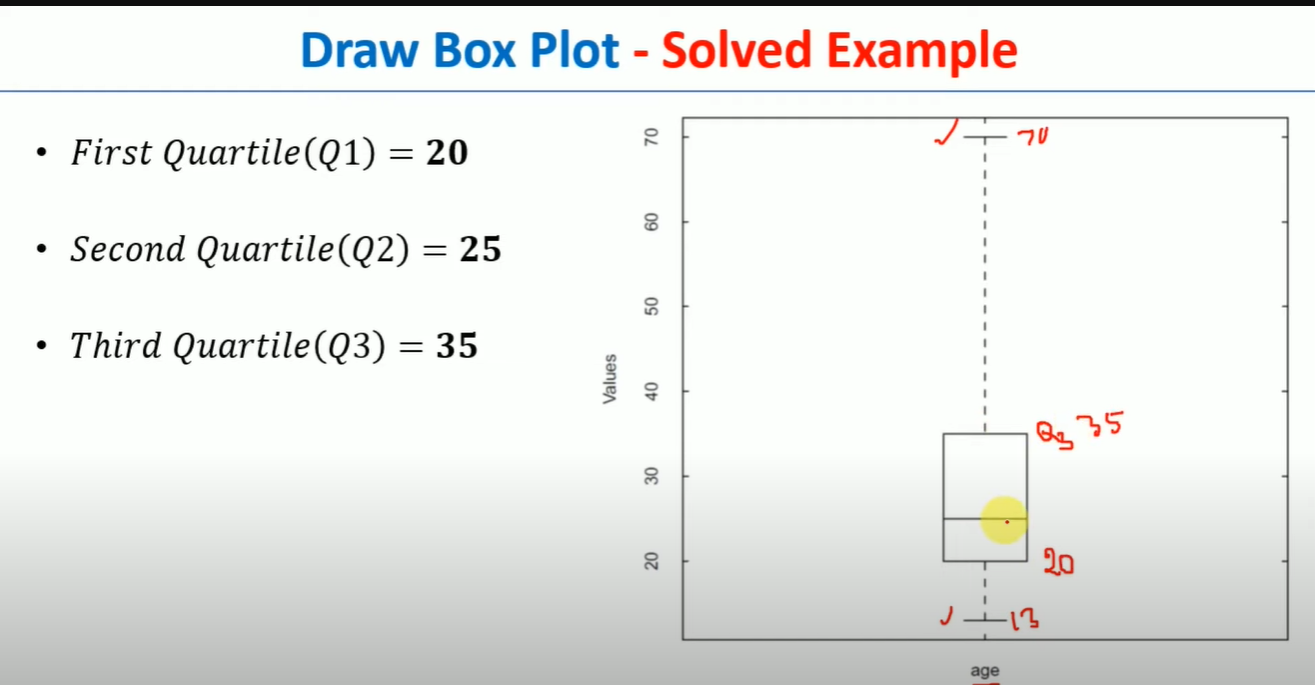 Draw Box Plot - Solved Example
• First Quartile(Q1) = 20
• Second Quartile(Q2) = 25
• Third Quartile(Q3) = 35
Values
70
60
50
40
30
20
70
Q3 35
20
13
age